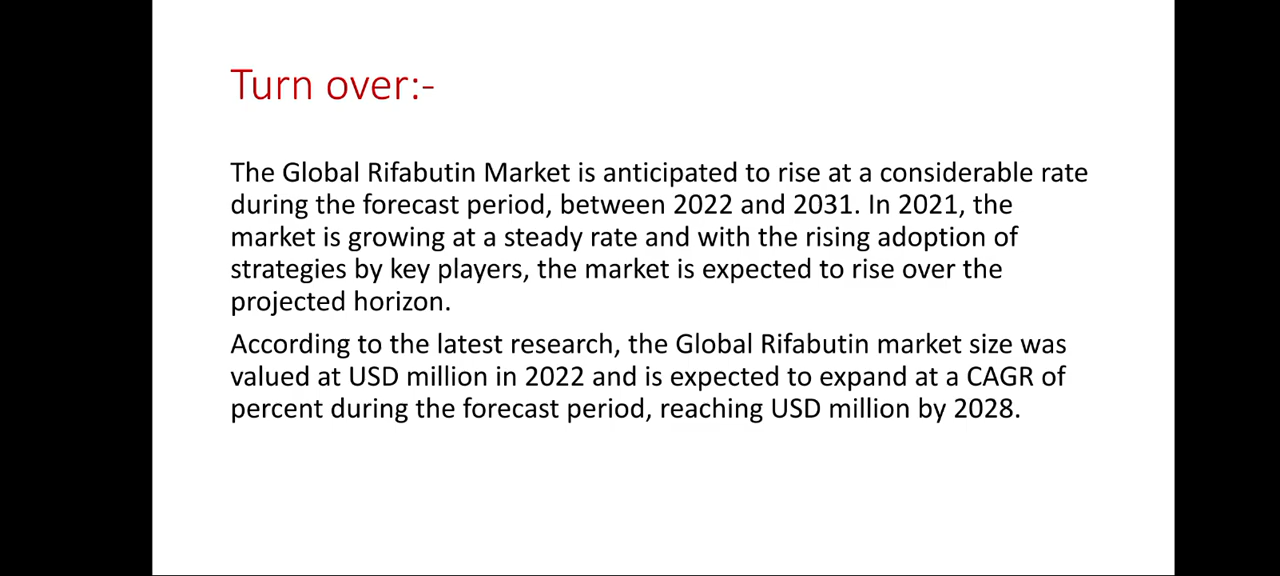 Turn over:-
The Global Rifabutin Market is anticipated to rise at a considerable rate
during the forecast period, between 2022 and 2031. In 2021, the
market is growing at a steady rate and with the rising adoption of
strategies by key players, the market is expected to rise over the
projected horizon.
According to the latest research, the Global Rifabutin market size was
valued at USD million in 2022 and is expected to expand at a CAGR of
percent during the forecast period, reaching USD million by 2028.